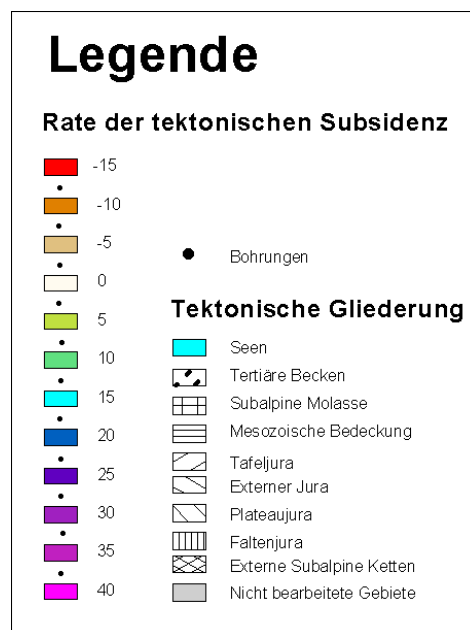 Legende
Rate der tektonischen Subsidenz
-15
-10
-5
0
5
10
15
20
25
30
35
40
Bohrungen
Tektonische Gliederung
Seen
Tertiäre Becken
Subalpine Molasse
Mesozoische Bedeckung
Tafeljura
Externer Jura
Plateaujura
Faltenjura
Externe Subalpine Ketten
Nicht bearbeitete Gebiete